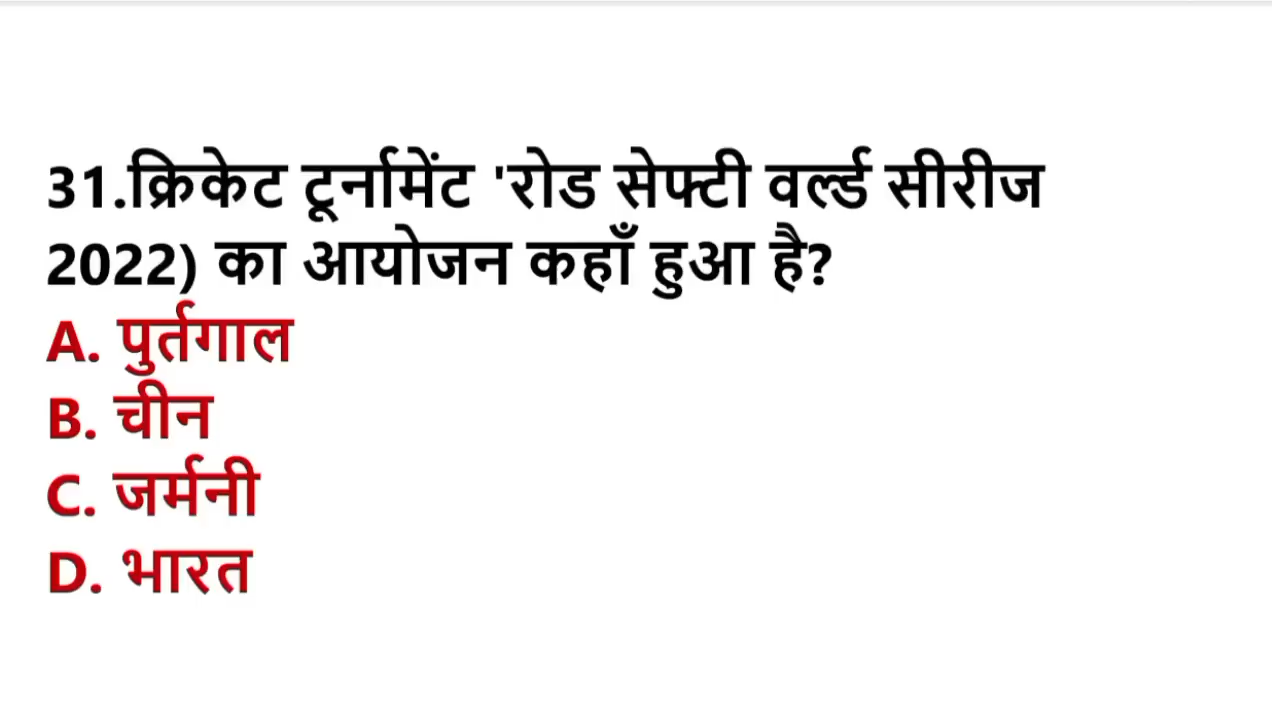 31.क्रिकेट टूर्नामेंट 'रोड सेफ्टी वर्ल्ड सीरीज
2022) का आयोजन कहाँ हुआ है?
A. पुर्तगाल
B. चीन
C. जर्मनी
D. भारत